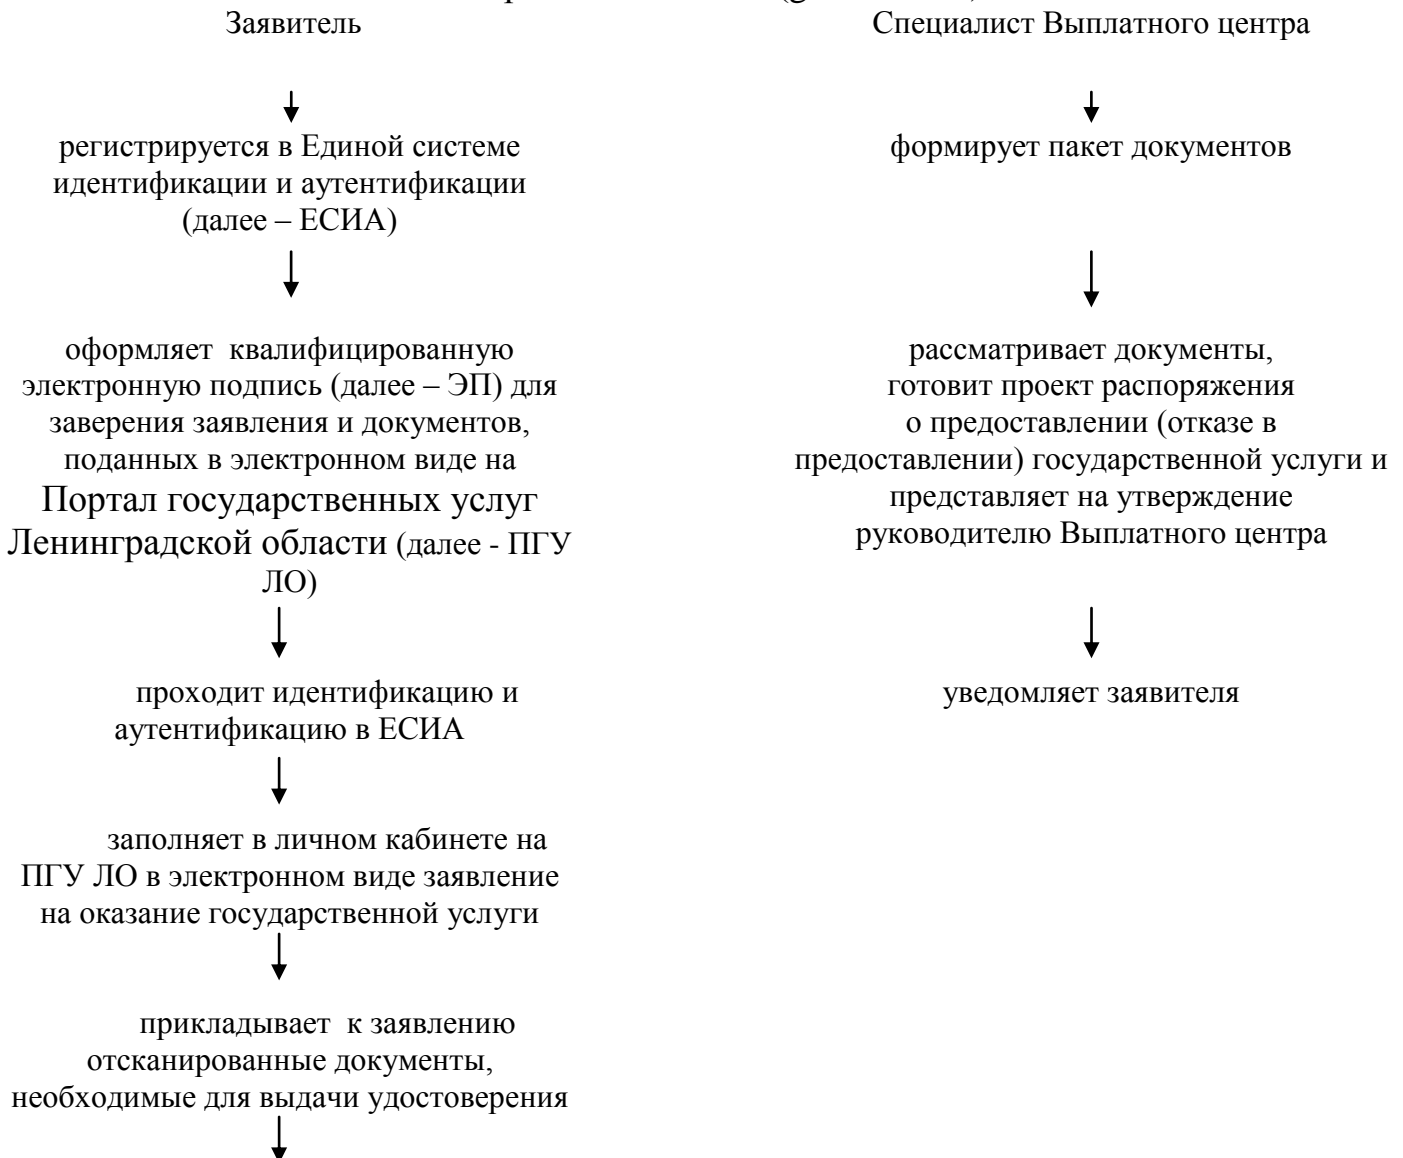 Заявитель
регистрируется в Единой системе
идентификации и аутентификации
(далее – ЕСИА)
оформляет квалифицированную
электронную подпись (далее – ЭП) для
заверения заявления и документов,
поданных в электронном виде на
Портал государственных услуг
Ленинградской области (далее - ПГУ
ЛО)
проходит идентификацию и
аутентификацию в ЕСИА
заполняет в личном кабинете на
ПГУ ЛО в электронном виде заявление
на оказание государственной услуги
прикладывает к заявлению
отсканированные документы,
необходимые для выдачи удостоверения
Специалист Выплатного центра
формирует пакет документов
рассматривает документы,
готовит проект распоряжения
о предоставлении (отказе в
предоставлении) государственной услуги и
представляет на утверждение
руководителю Выплатного центра
уведомляет заявителя